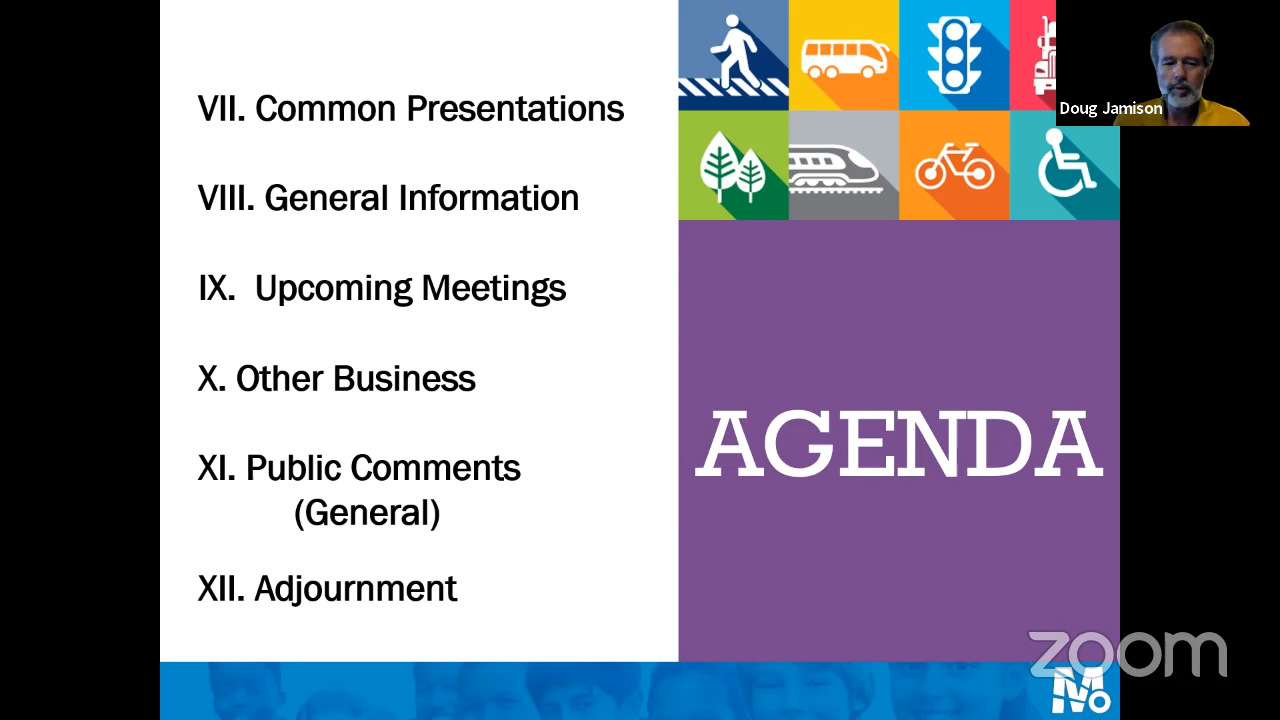 VII. Common Presentations
VIII. General Information
IX. Upcoming Meetings
X. Other Business
XI. Public Comments
(General)
XII. Adjournment
AGENDA
Doug Jamison
zoom
Mo